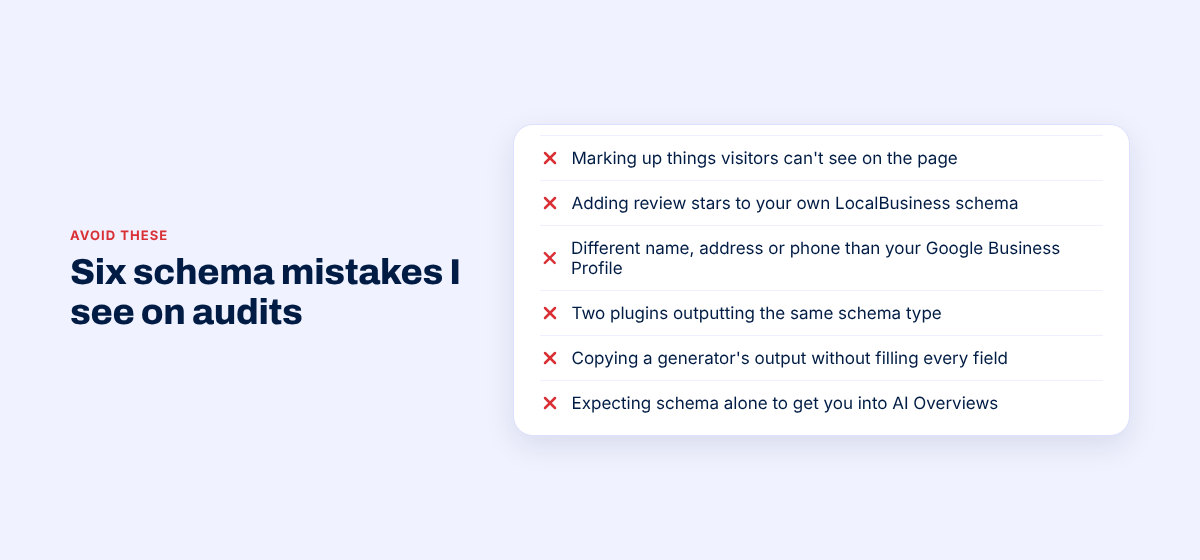 AVOID THESE
Six schema mistakes I
see on audits
Marking up things visitors can't see on the page
Adding review stars to your own LocalBusiness schema
Different name, address or phone than your Google Business
Profile
Two plugins outputting the same schema type
Copying a generator's output without filling every field
Expecting schema alone to get you into AI Overviews